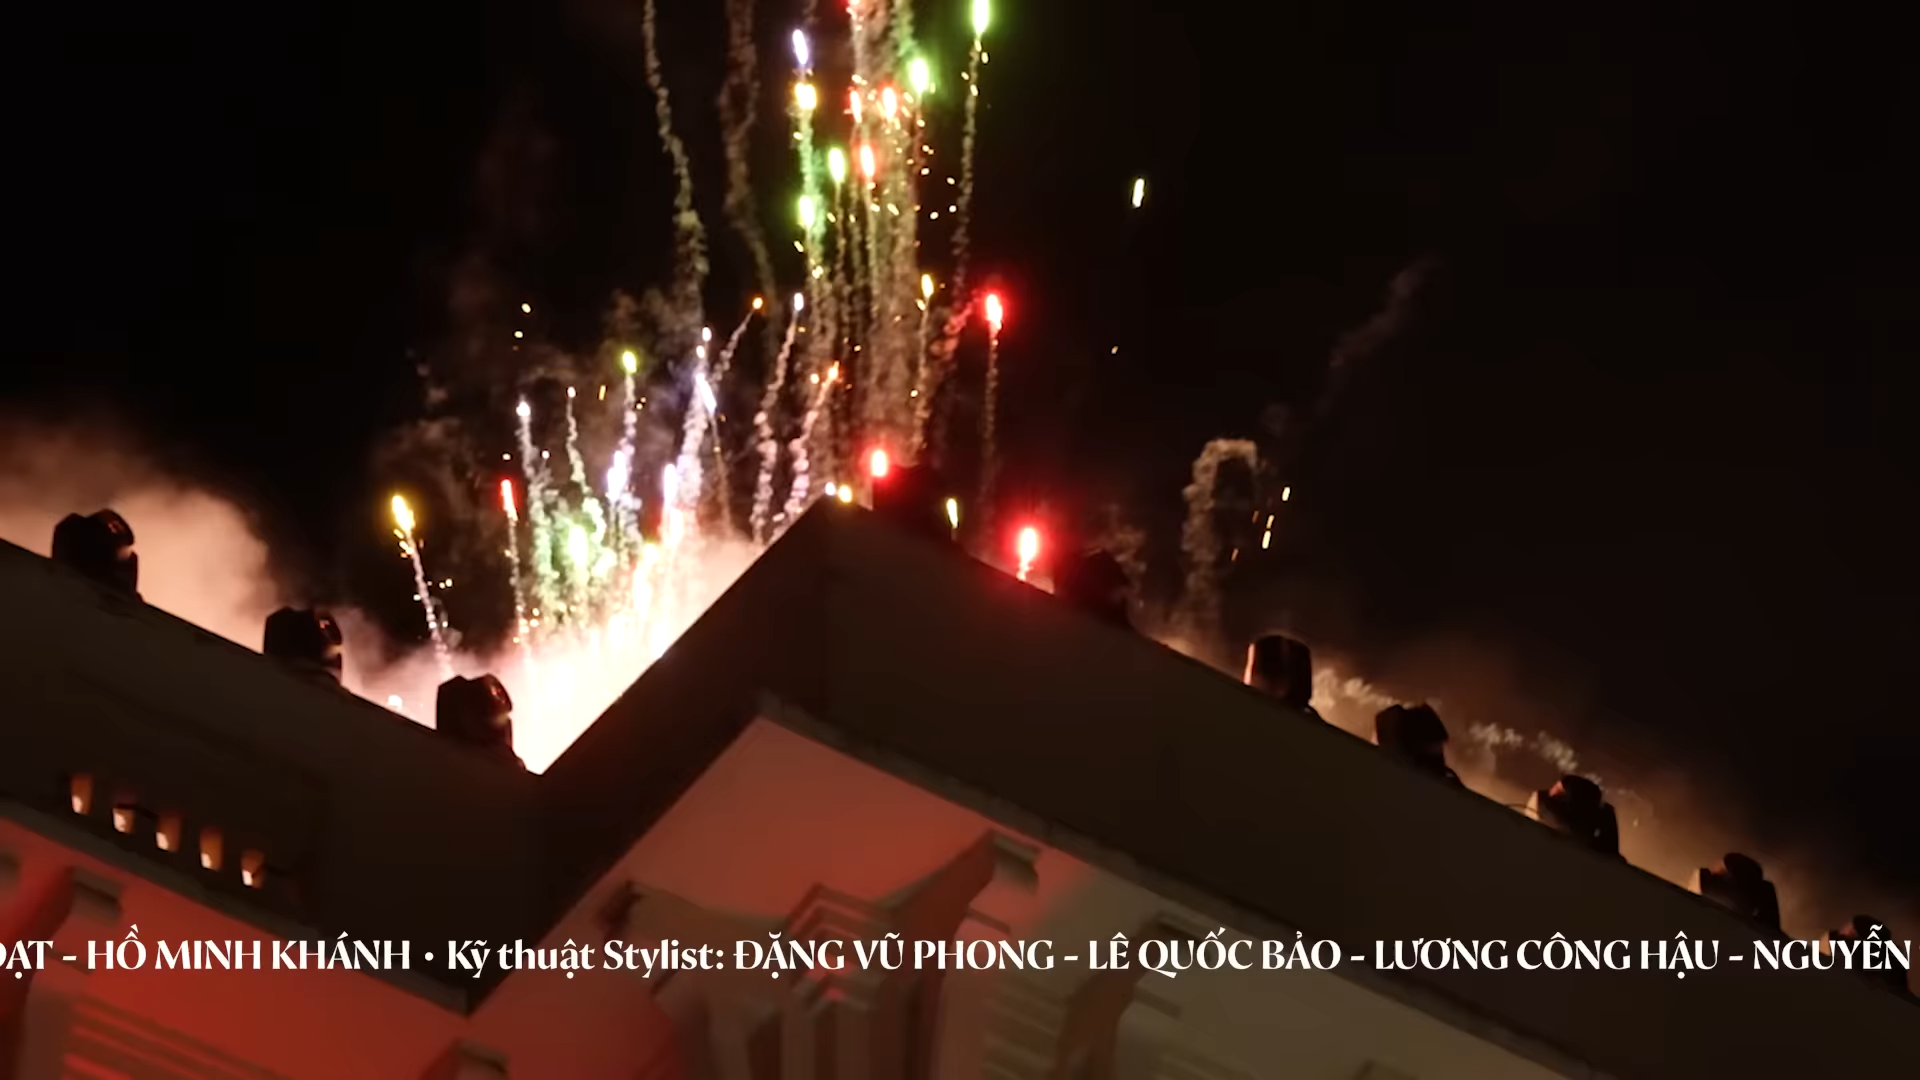 ĐẠT - HỒ MINH KHÁNH • Kỹ thuật Stylist: ĐẶNG VŨ PHONG - LÊ QUỐC BẢO - LƯƠNG CÔNG HẬU - NGUYỄN